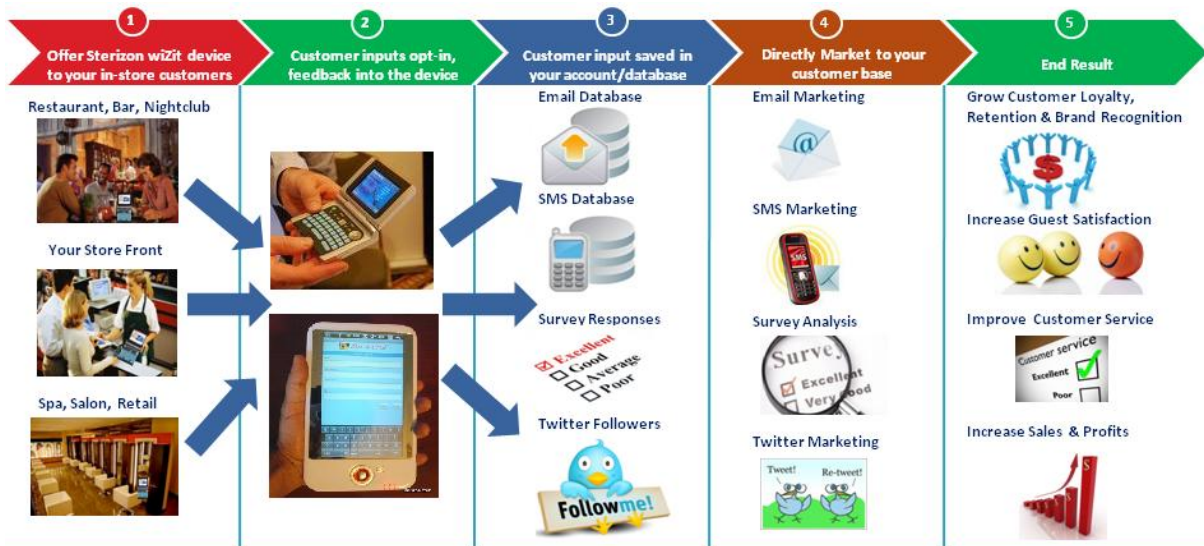 1
Offer Sterizon wiZit device
to your in-store customers
2
Customer inputs opt-in,
feedback into the device
3
Customer input saved in
your account/database
4
Directly Market to your
customer base
5
End Result
Restaurant, Bar, Nightclub
Your Store Front
Spa, Salon, Retail
Email Database
SMS Database
Survey Responses
Excellent
Good
Average
Poor
Twitter Followers
Follow me!
Email Marketing
@
SMS Marketing
SMS
Survey Analysis
Survey
Excellent
Very Good
Twitter Marketing
Tweet!
Re-tweet!
Grow Customer Loyalty,
Retention & Brand Recognition
$
Increase Guest Satisfaction
Improve Customer Service
Customer service
Excellent
Poor
Increase Sales & Profits